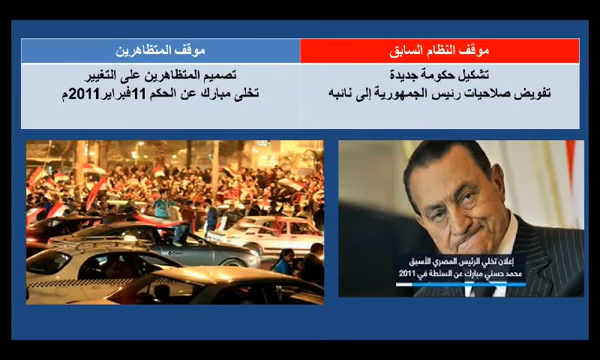 موقف النظام السابق
تشكيل حكومة جديدة
تفويض صلاحيات رئيس الجمهورية إلى نائبه
موقف المتظاهرين
تصميم المتظاهرين على التغيير
تخلى مبارك عن الحكم 11فبراير2011م
إعلان تخلي الرئيس المصري الأسبق
محمد حسني مبارك عن السلطة في 2011